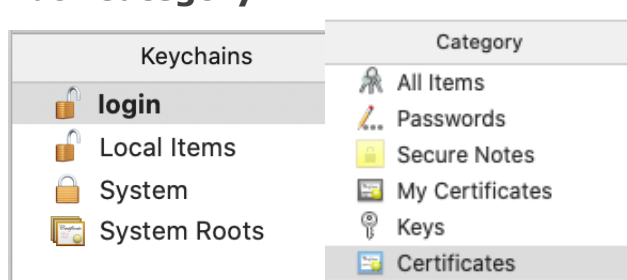 Keychains
login
Local Items
System
System Roots
Category
All Items
Passwords
Secure Notes
My Certificates
Keys
Certificates